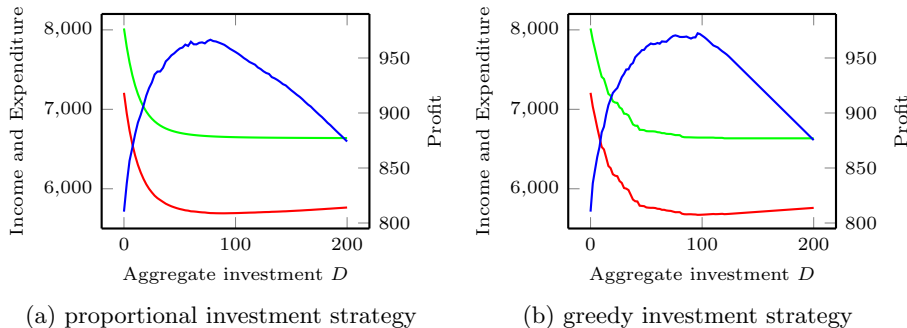 Income and Expenditure
8,000
7,000
6,000
950
900
850
800
Profit
0
100
200
Aggregate investment D
(a) proportional investment strategy
Income and Expenditure
8,000
7,000
6,000
950
900
850
800
Profit
0
100
200
Aggregate investment D
(b) greedy investment strategy